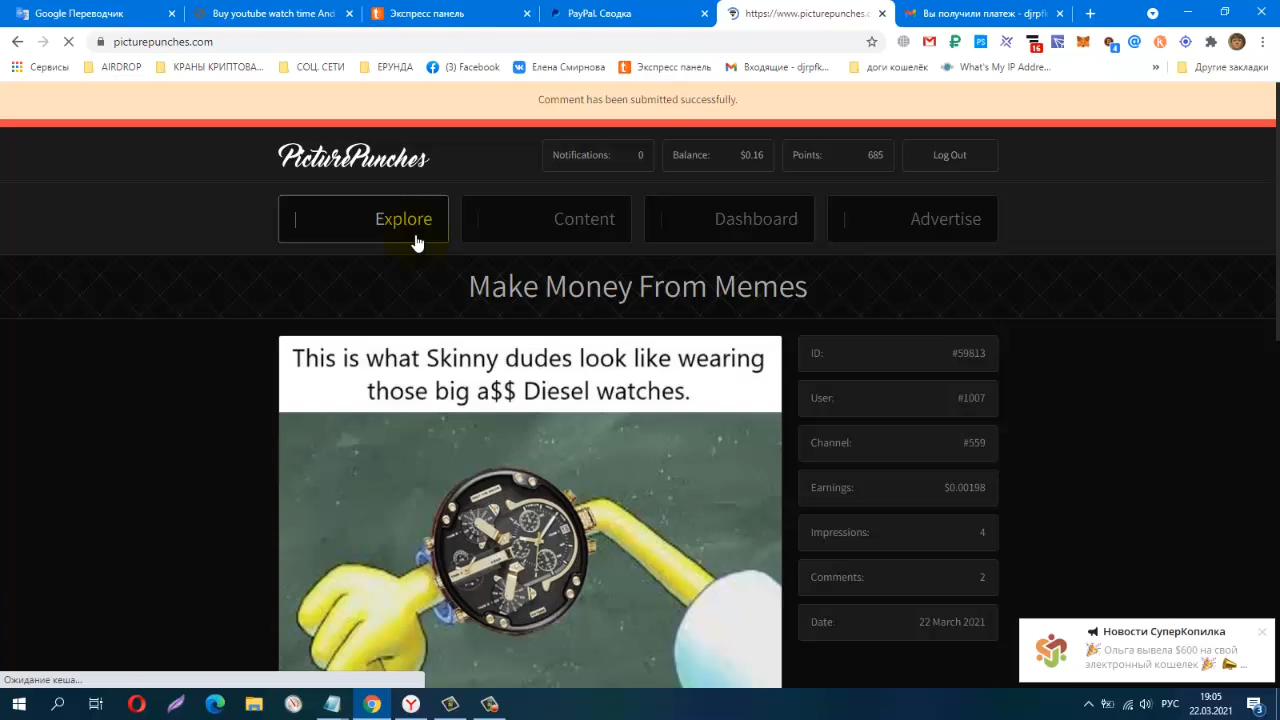 Google Переводчик
Buy youtube watch time And
Экспресс панель
PayPal: Сводка
https://www.picturepunches.c
Вы получили платеж - djrpfk
picturepunches.com
16
4
Сервисы
AIRDROP
КРАНЫ КРИПТОВА...
СОЦ. СЕТИ
ЕРУНДА
(3) Facebook
Елена Смирнова
Экспресс панель
Входящие - djrpfk...
доги кошелёк
What's My IP Addre...
»
Другие закладки
Comment has been submitted successfully.
PicturePunches
Notifications: 0
Balance: $0.16
Points: 685
Log Out
Explore
Content
Dashboard
Advertise
Make Money From Memes
This is what Skinny dudes look like wearing
those big a$$ Diesel watches.
ID: #59813
User: #1007
Channel: #559
Earnings: $0.00198
Impressions: 4
Comments: 2
Date: 22 March 2021
Новости СуперКопилка
Ольга вывела $600 на свой
электронный кошелек ...
Ожидание кеша...
РУС
19:05
22.03.2021
3